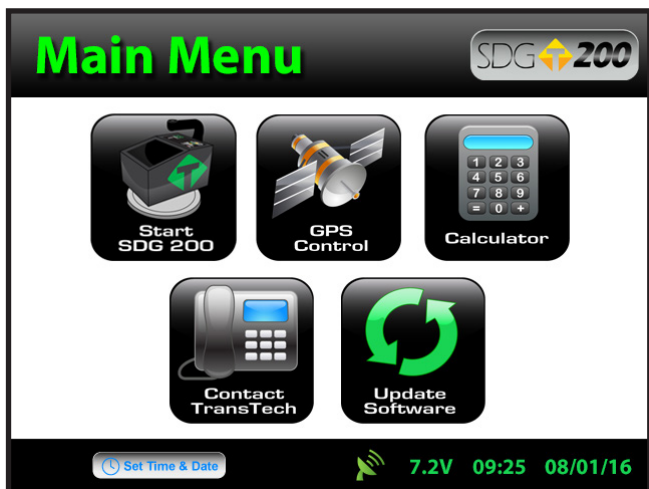 Main Menu
SDG T 200
T
Start
SDG 200
GPS
Control
1 2 3
4 5 6
7 8 9
= 0 +
Calculator
Contact
TransTech
Update
Software
Set Time & Date
7.2V 09:25 08/01/16